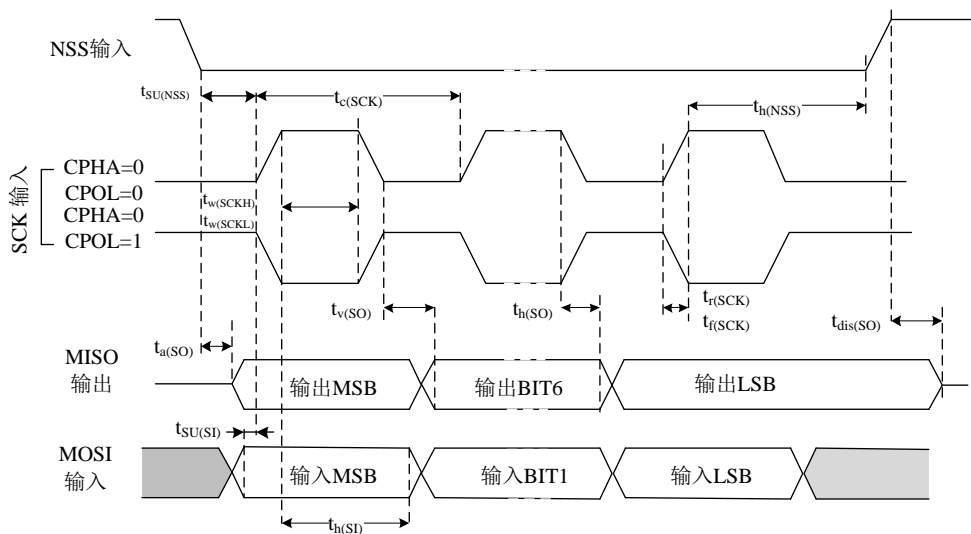 NSS输入
tSU(NSS)
tc(SCK)
th(NSS)
SCK 输入
CPHA=0
CPOL=0
CPHA=0
CPOL=1
tw(SCKH)
tw(SCKL)
tv(SO)
th(SO)
tr(SCK)
tf(SCK)
tdis(SO)
ta(SO)
MISO
输出
输出MSB
输出BIT6
输出LSB
tSU(SI)
MOSI
输入
输入MSB
输入BIT1
输入LSB
th(SI)